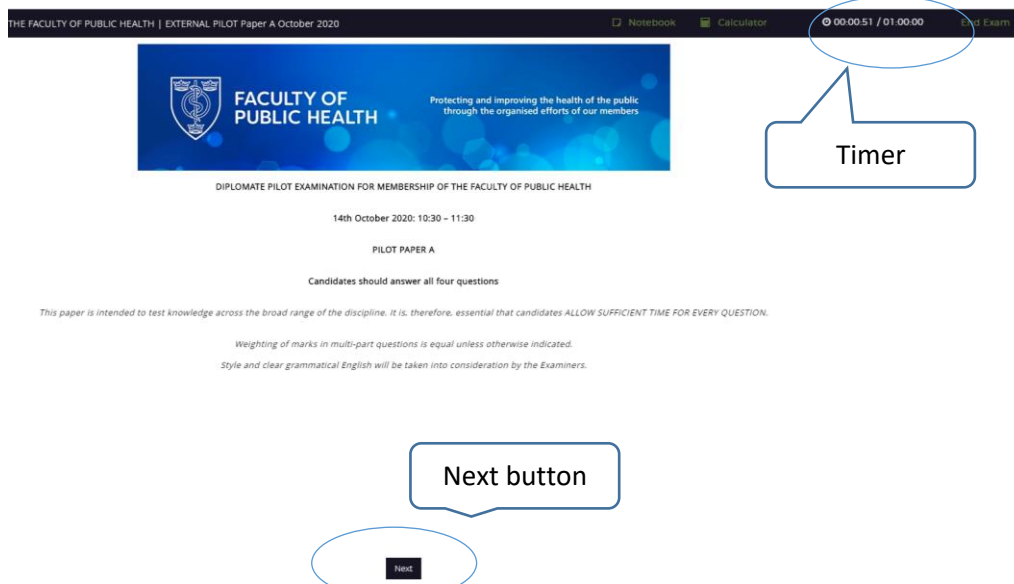 THE FACULTY OF PUBLIC HEALTH | EXTERNAL PILOT Paper A October 2020 Notebook Calculator 00:00:51 / 01:00:00 End Exam
FACULTY OF
PUBLIC HEALTH
Protecting and improving the health of the public
through the organised efforts of our members
Timer
DIPLOMATE PILOT EXAMINATION FOR MEMBERSHIP OF THE FACULTY OF PUBLIC HEALTH
14th October 2020: 10:30 – 11:30
PILOT PAPER A
Candidates should answer all four questions
This paper is intended to test knowledge across the broad range of the discipline. It is, therefore, essential that candidates ALLOW SUFFICIENT TIME FOR EVERY QUESTION.
Weighting of marks in multi-part questions is equal unless otherwise indicated.
Style and clear grammatical English will be taken into consideration by the Examiners.
Next button
Next